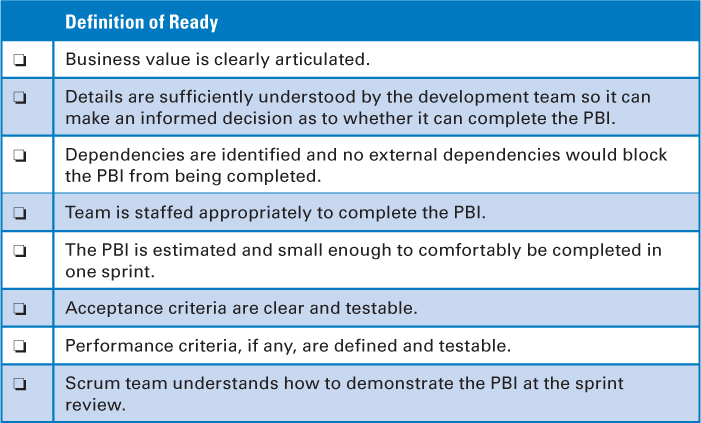 Definition of Ready
❏ Business value is clearly articulated.
❏ Details are sufficiently understood by the development team so it can
make an informed decision as to whether it can complete the PBI.
❏ Dependencies are identified and no external dependencies would block
the PBI from being completed.
❏ Team is staffed appropriately to complete the PBI.
❏ The PBI is estimated and small enough to comfortably be completed in
one sprint.
❏ Acceptance criteria are clear and testable.
❏ Performance criteria, if any, are defined and testable.
❏ Scrum team understands how to demonstrate the PBI at the sprint
review.